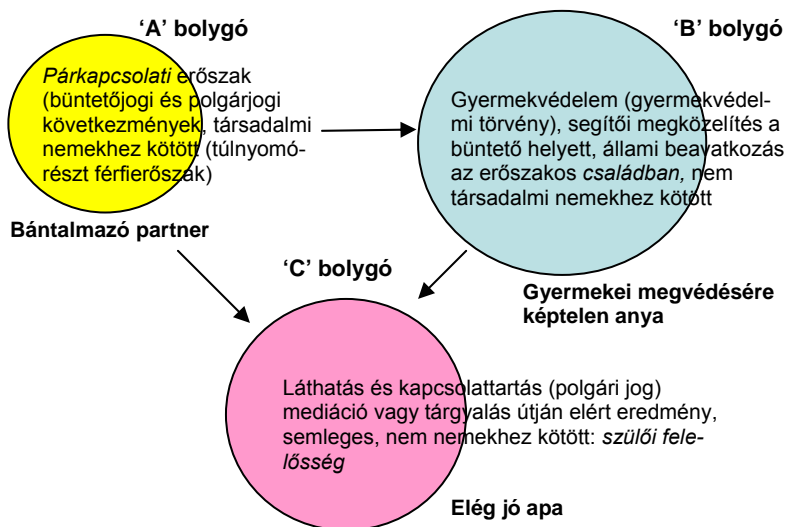 ‘A’ bolygó
Párkapcsolati erőszak
(büntetőjogi és polgárjogi
következmények, társadalmi
nemekhez kötött (túlnyomó-
részt férfierőszak)
Bántalmazó partner
‘B’ bolygó
Gyermekvédelem (gyermekvédel-
mi törvény), segítői megközelítés a
büntető helyett, állami beavatkozás
az erőszakos családban, nem
társadalmi nemekhez kötött
Gyermekei megvédésére
képtelen anya
‘C’ bolygó
Láthatás és kapcsolattartás (polgári jog)
mediáció vagy tárgyalás útján elért eredmény,
semleges, nem nemekhez kötött: szülői fele-
lősség
Elég jó apa